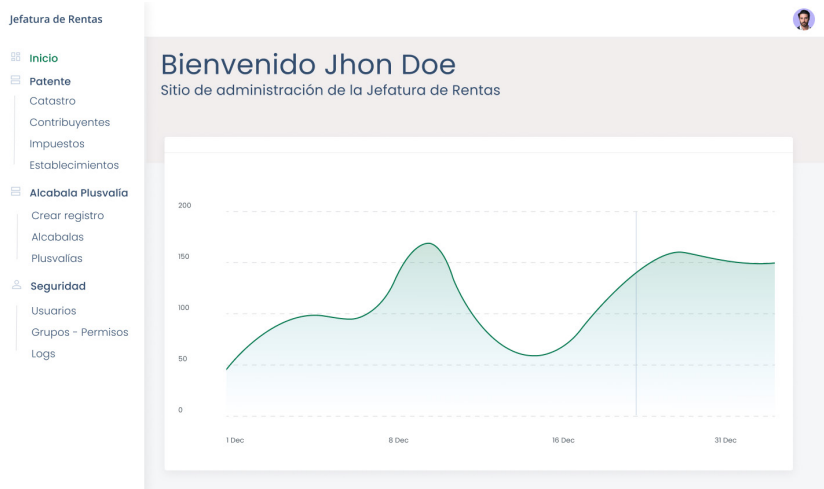 Jefatura de Rentas
Inicio
Patente
Catastro
Contribuyentes
Impuestos
Establecimientos
Alcabala Plusvalía
Crear registro
Alcabalas
Plusvalías
Seguridad
Usuarios
Grupos - Permisos
Logs
Bienvenido Jhon Doe
Sitio de administración de la Jefatura de Rentas
200
150
100
50
0
1 Dec
8 Dec
16 Dec
31 Dec